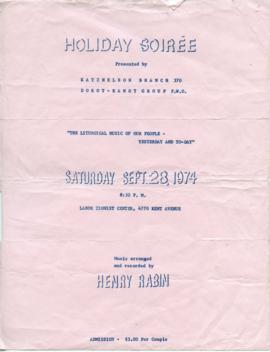 HOLIDAY SOIRÉE
Presented by
KATZNELSON BRANCH 370
DOROT-KANOT GROUP P.W.O.
"THE LITURGICAL MUSIC OF OUR PEOPLE -
YESTERDAY AND TO-DAY"
SATURDAY SEPT. 28, 1974
8:30 P. M.
LABOR ZIONIST CENTER, 4770 KENT AVENUE
Music arranged
and recorded by
HENRY RABIN
ADMISSION - $3.00 Per Couple